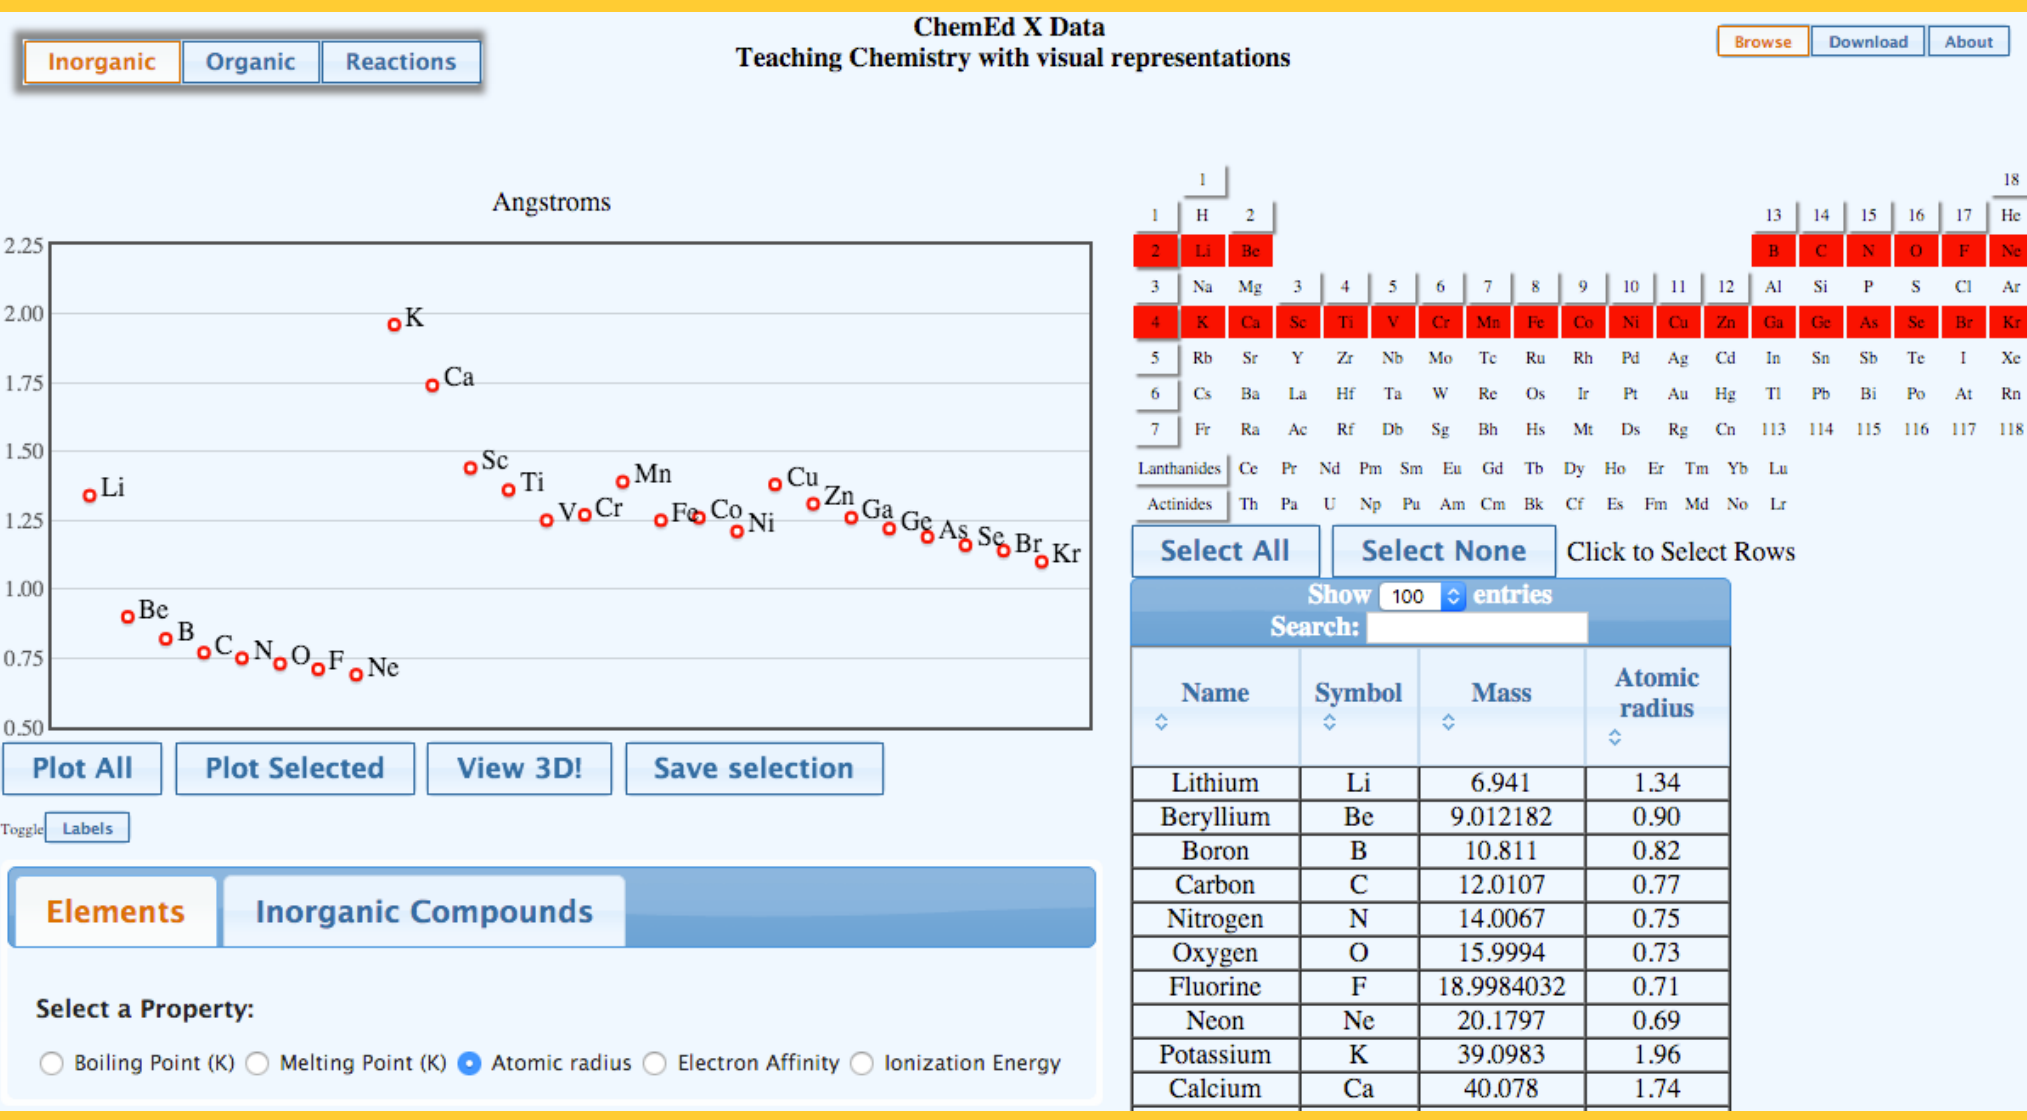 ChemEd X Data
Teaching Chemistry with visual representations
Inorganic Organic Reactions
Browse Download About
Angstroms
2.25
2.00
1.75
1.50
1.25
1.00
0.75
0.50
Li Be B C N O F Ne K Ca Sc Ti V Cr Mn Fe Co Ni Cu Zn Ga Ge As Se Br Kr
Plot All Plot Selected View 3D! Save selection
Toggle Labels
Elements Inorganic Compounds
Select a Property:
Boiling Point (K) Melting Point (K) Atomic radius Electron Affinity Ionization Energy
1 18
1 H 2 13 14 15 16 17 He
2 Li Be B C N O F Ne
3 Na Mg 3 4 5 6 7 8 9 10 11 12 Al Si P S Cl Ar
4 K Ca Sc Ti V Cr Mn Fe Co Ni Cu Zn Ga Ge As Se Br Kr
5 Rb Sr Y Zr Nb Mo Tc Ru Rh Pd Ag Cd In Sn Sb Te I Xe
6 Cs Ba La Hf Ta W Re Os Ir Pt Au Hg Tl Pb Bi Po At Rn
7 Fr Ra Ac Rf Db Sg Bh Hs Mt Ds Rg Cn 113 114 115 116 117 118
Lanthanides Ce Pr Nd Pm Sm Eu Gd Tb Dy Ho Er Tm Yb Lu
Actinides Th Pa U Np Pu Am Cm Bk Cf Es Fm Md No Lr
Select All Select None Click to Select Rows
Show 100 entries
Search:
Name Symbol Mass Atomic radius
Lithium Li 6.941 1.34
Beryllium Be 9.012182 0.90
Boron B 10.811 0.82
Carbon C 12.0107 0.77
Nitrogen N 14.0067 0.75
Oxygen O 15.9994 0.73
Fluorine F 18.9984032 0.71
Neon Ne 20.1797 0.69
Potassium K 39.0983 1.96
Calcium Ca 40.078 1.74